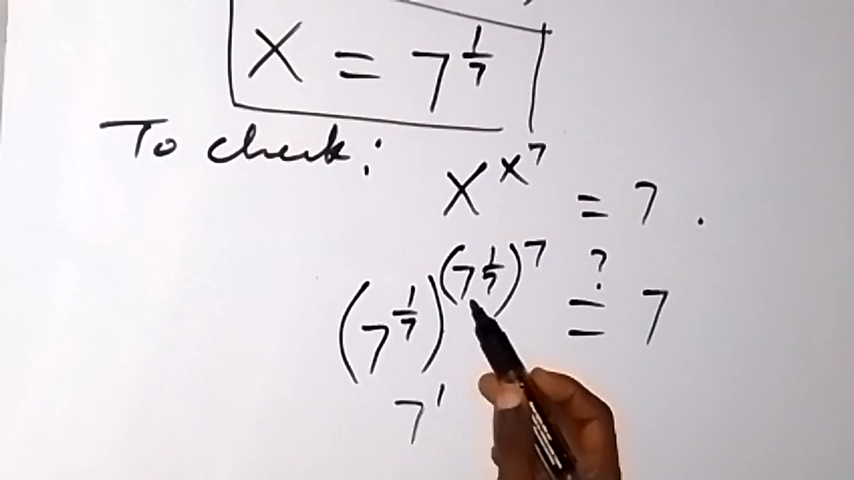 X = 7^{1/7}
To check:
X^{X^7} = 7.
(7^{1/7})^{(7^{1/7})^7} ?= 7
7^1